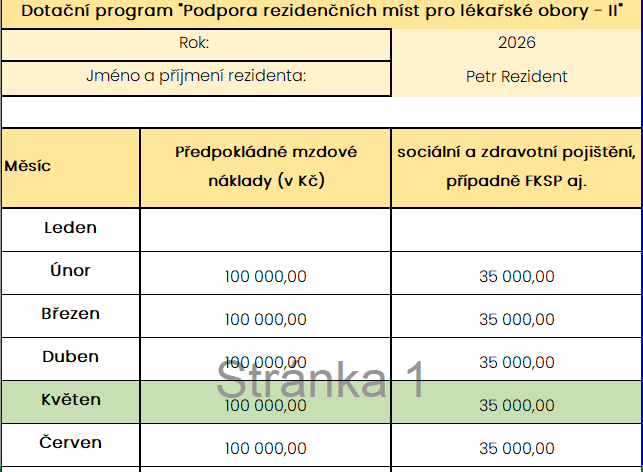 Dotační program "Podpora rezidenčních míst pro lékařské obory - II"
Rok: 2026
Jméno a příjmení rezidenta: Petr Rezident
Měsíc
Předpokládné mzdové
náklady (v Kč)
sociální a zdravotní pojištění,
případně FKSP aj.
Leden
Únor 100 000,00 35 000,00
Březen 100 000,00 35 000,00
Duben 100 000,00 35 000,00
Stránka 1
Květen 100 000,00 35 000,00
Červen 100 000,00 35 000,00